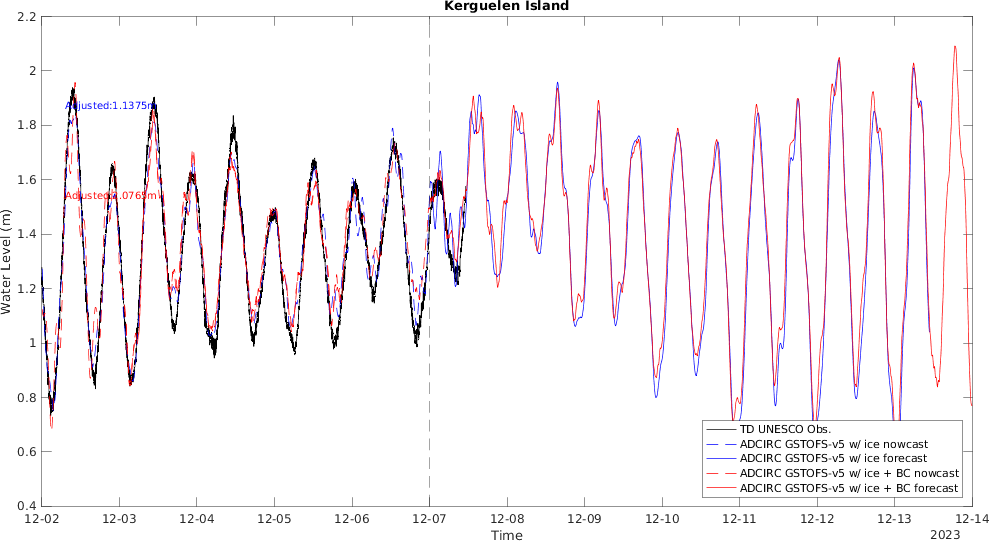 Kerguelen Island
2.2
2
1.8
1.6
1.4
1.2
1
0.8
0.6
0.4
Water Level (m)
Adjusted:1.1375m
Adjusted:1.0765m
TD UNESCO Obs.
ADCIRC GSTOFS-v5 w/ ice nowcast
ADCIRC GSTOFS-v5 w/ ice forecast
ADCIRC GSTOFS-v5 w/ ice + BC nowcast
ADCIRC GSTOFS-v5 w/ ice + BC forecast
12-02 12-03 12-04 12-05 12-06 12-07 12-08 12-09 12-10 12-11 12-12 12-13 12-14
Time
2023